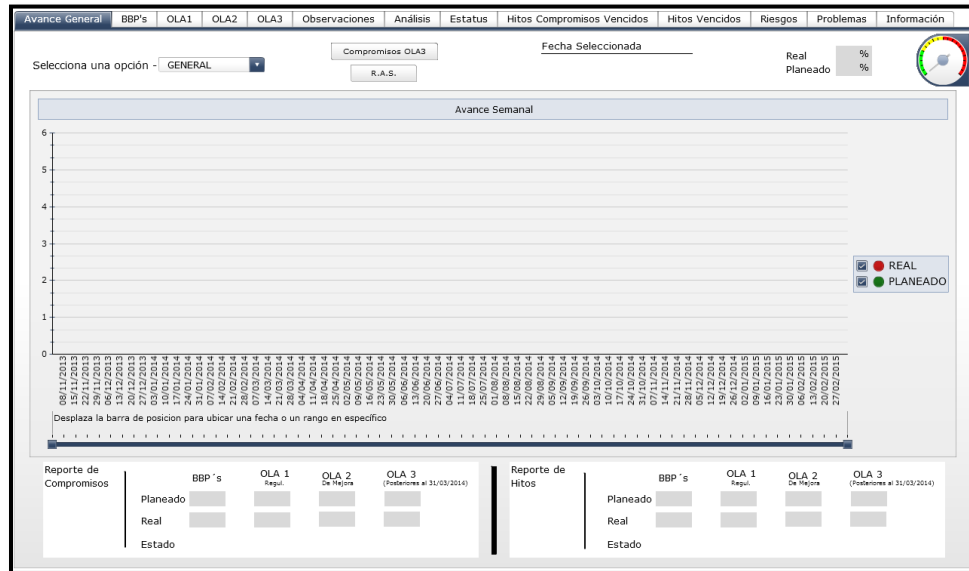 Avance General BBP's OLA1 OLA2 OLA3 Observaciones Análisis Estatus Hitos Compromisos Vencidos Hitos Vencidos Riesgos Problemas Información
Selecciona una opción - GENERAL
Compromisos OLA3
R.A.S.
Fecha Seleccionada
Real %
Planeado %
Avance Semanal
6
5
4
3
2
1
0
REAL
PLANEADO
08/11/2013
15/11/2013
22/11/2013
29/11/2013
06/12/2013
13/12/2013
20/12/2013
27/12/2013
03/01/2014
10/01/2014
17/01/2014
24/01/2014
31/01/2014
07/02/2014
14/02/2014
21/02/2014
28/02/2014
07/03/2014
14/03/2014
21/03/2014
28/03/2014
04/04/2014
11/04/2014
18/04/2014
25/04/2014
02/05/2014
09/05/2014
16/05/2014
23/05/2014
30/05/2014
06/06/2014
13/06/2014
20/06/2014
27/06/2014
04/07/2014
11/07/2014
18/07/2014
25/07/2014
01/08/2014
08/08/2014
15/08/2014
22/08/2014
29/08/2014
05/09/2014
12/09/2014
19/09/2014
26/09/2014
03/10/2014
10/10/2014
17/10/2014
24/10/2014
31/10/2014
07/11/2014
14/11/2014
21/11/2014
28/11/2014
05/12/2014
12/12/2014
19/12/2014
26/12/2014
02/01/2015
09/01/2015
16/01/2015
23/01/2015
30/01/2015
06/02/2015
13/02/2015
20/02/2015
27/02/2015
Desplaza la barra de posicion para ubicar una fecha o un rango en específico
Reporte de
Compromisos
BBP´s
OLA 1
Regul.
OLA 2
De Mejora
OLA 3
(Posteriores al 31/03/2014)
Planeado
Real
Estado
Reporte de
Hitos
BBP´s
OLA 1
Regul.
OLA 2
De Mejora
OLA 3
(Posteriores al 31/03/2014)
Planeado
Real
Estado